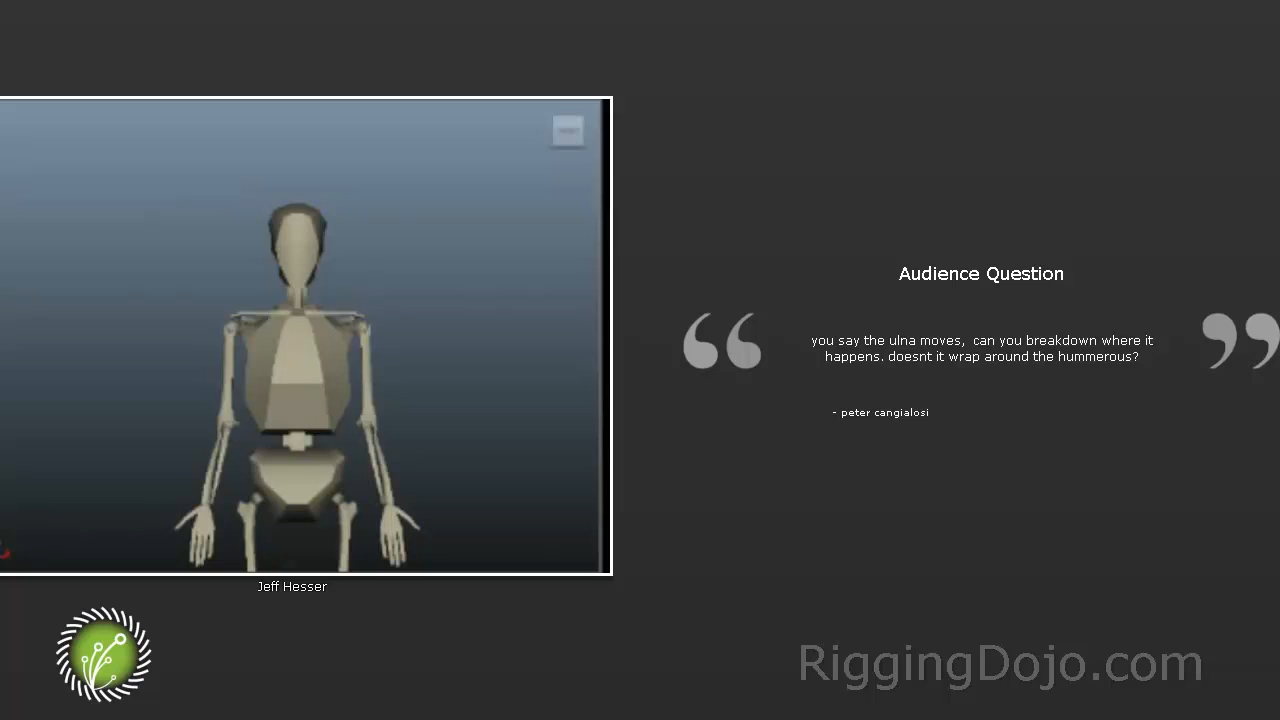 Audience Question
you say the ulna moves,  can you breakdown where it
happens. doesnt it wrap around the hummerous?
- peter cangialosi
Jeff Hesser
RiggingDojo.com